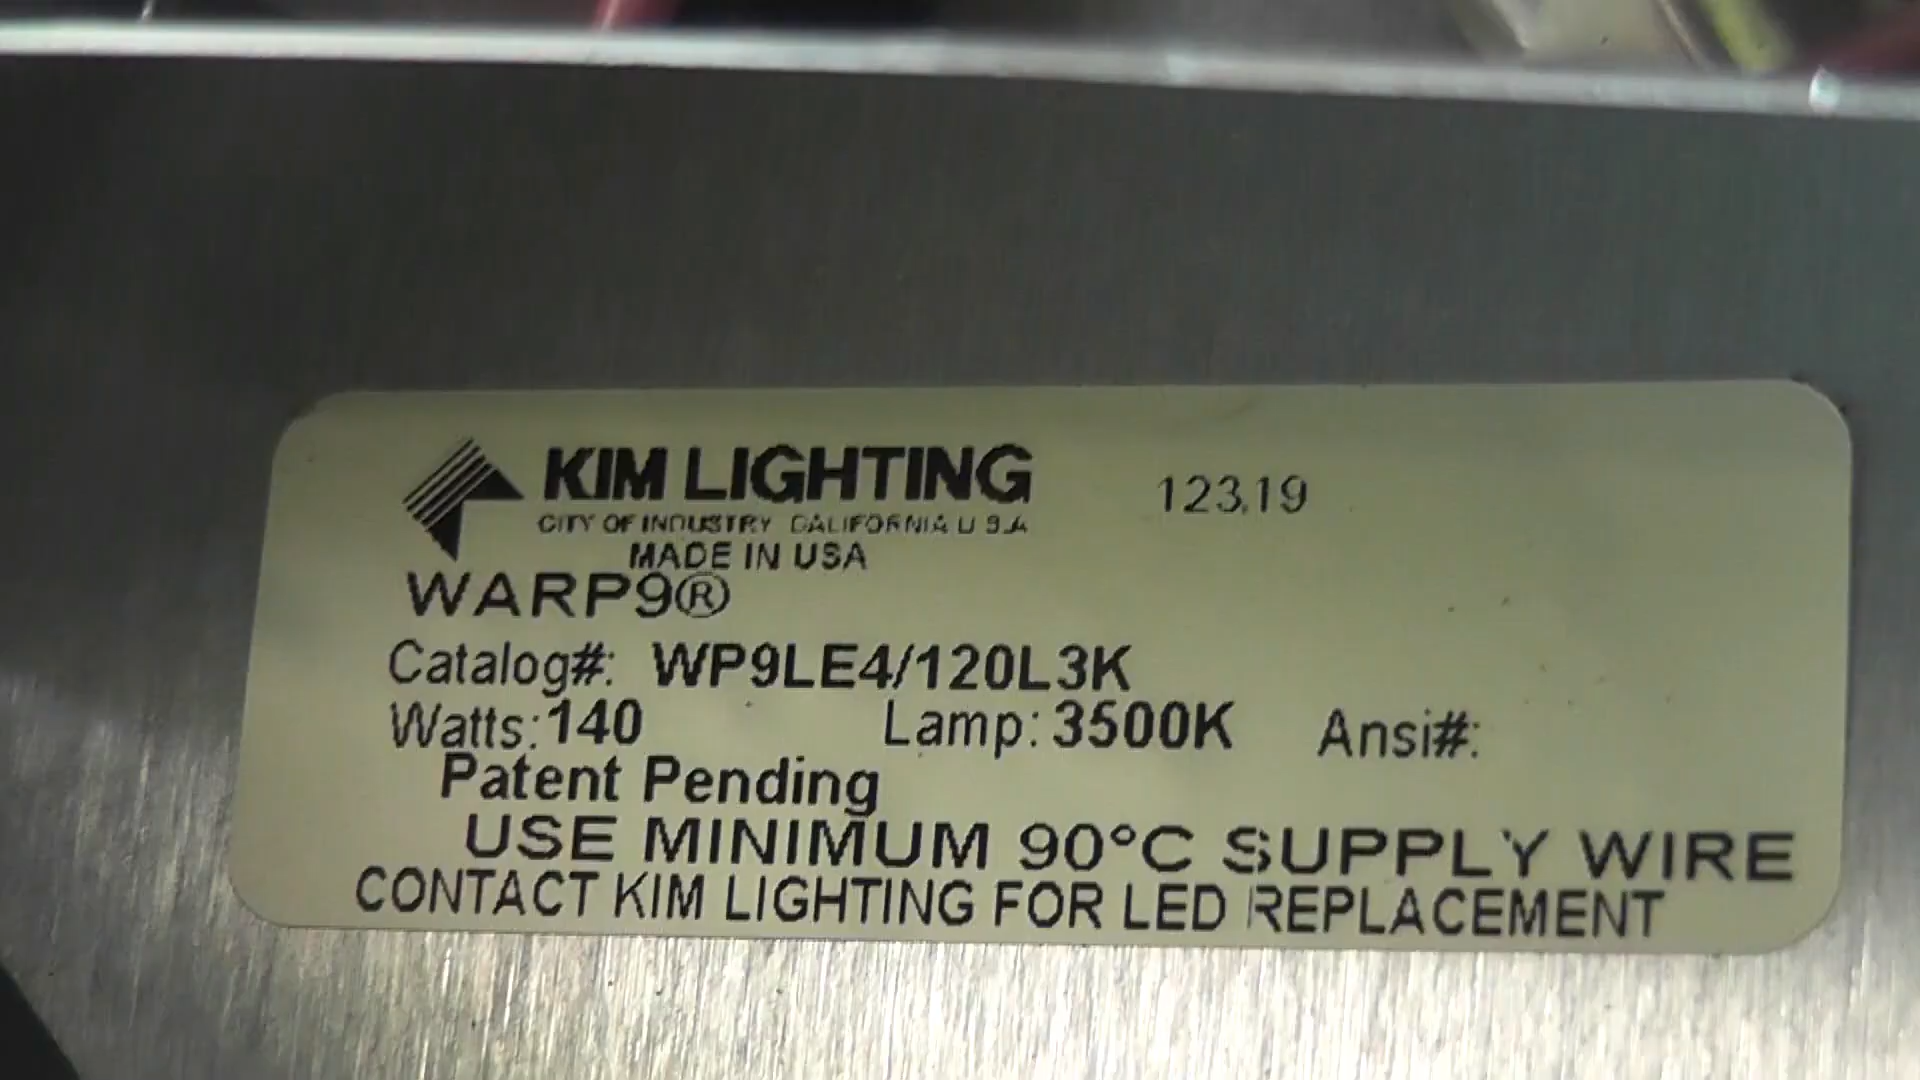 KIM LIGHTING 123.19
CITY OF INDUSTRY CALIFORNIA U S A
MADE IN USA
WARP9®
Catalog#: WP9LE4/120L3K
Watts: 140 Lamp: 3500K Ansi#:
Patent Pending
USE MINIMUM 90°C SUPPLY WIRE
CONTACT KIM LIGHTING FOR LED REPLACEMENT